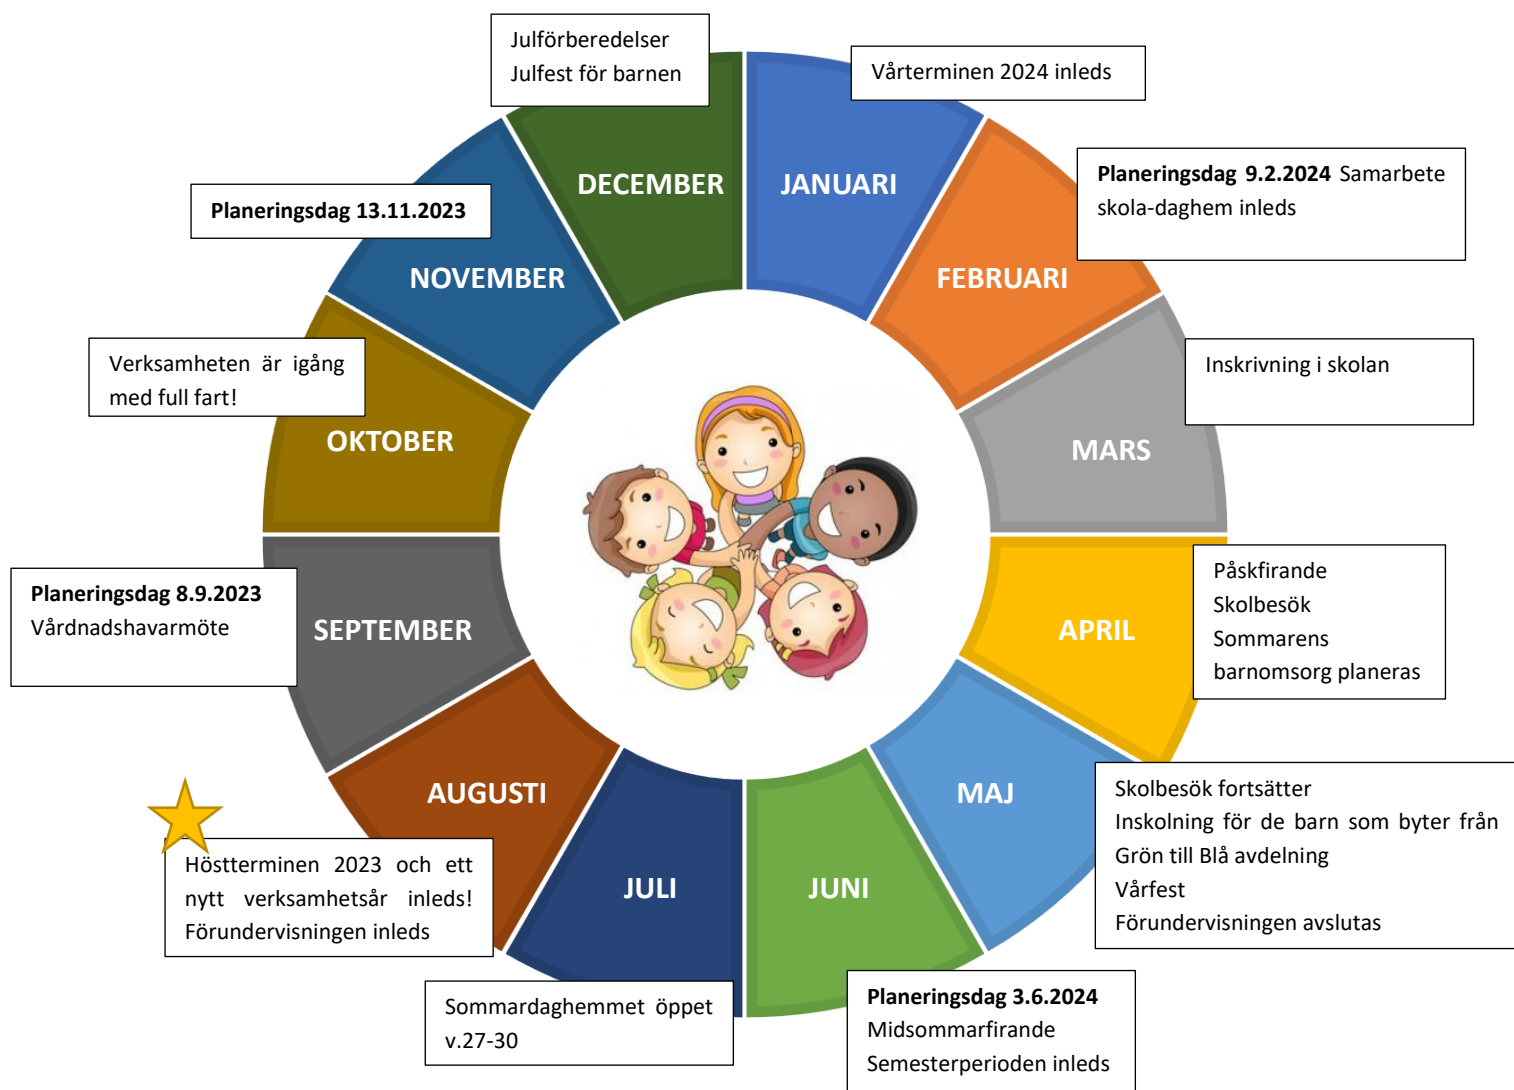 Julförberedelser
Julfest för barnen
DECEMBER
Vårterminen 2024 inleds
JANUARI
Planeringsdag 9.2.2024 Samarbete
skola-daghem inleds
FEBRUARI
Inskrivning i skolan
MARS
Påskfirande
Skolbesök
Sommarens
barnomsorg planeras
APRIL
Skolbesök fortsätter
Inskolning för de barn som byter från
Grön till Blå avdelning
Vårfest
Förundervisningen avslutas
MAJ
Planeringsdag 3.6.2024
Midsommarfirande
Semesterperioden inleds
JUNI
Sommardaghemmet öppet
v.27-30
JULI
Höstterminen 2023 och ett
nytt verksamhetsår inleds!
Förundervisningen inleds
AUGUSTI
Planeringsdag 8.9.2023
Vårdnadshavarmöte
SEPTEMBER
Verksamheten är igång
med full fart!
OKTOBER
Planeringsdag 13.11.2023
NOVEMBER